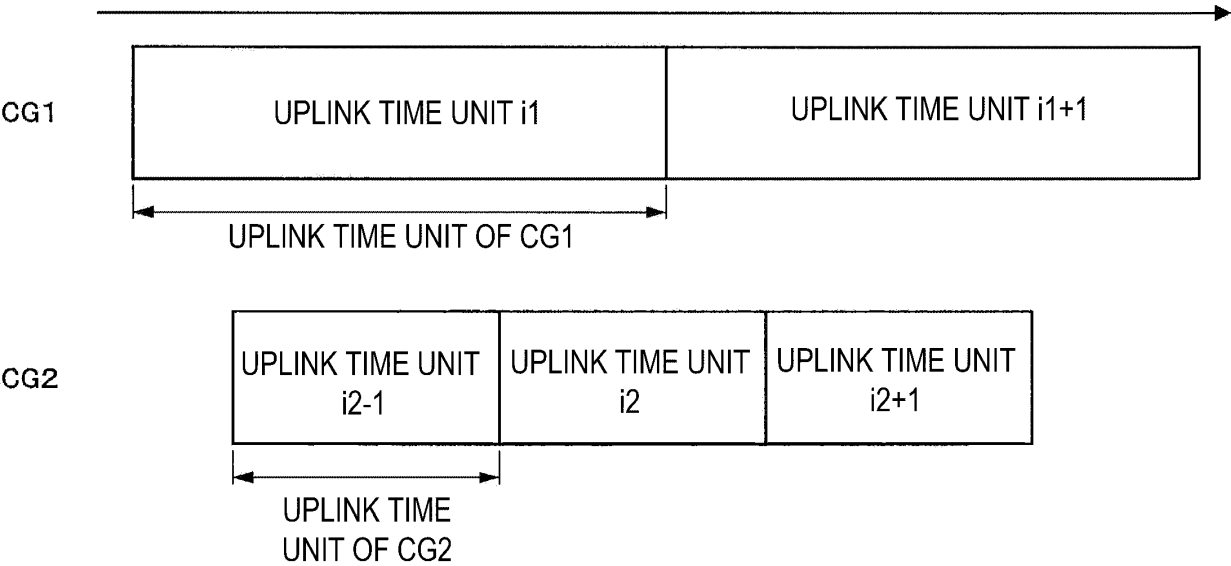 CG1
UPLINK TIME UNIT i1
UPLINK TIME UNIT i1+1
UPLINK TIME UNIT OF CG1
CG2
UPLINK TIME UNIT
i2-1
UPLINK TIME UNIT
i2
UPLINK TIME UNIT
i2+1
UPLINK TIME
UNIT OF CG2